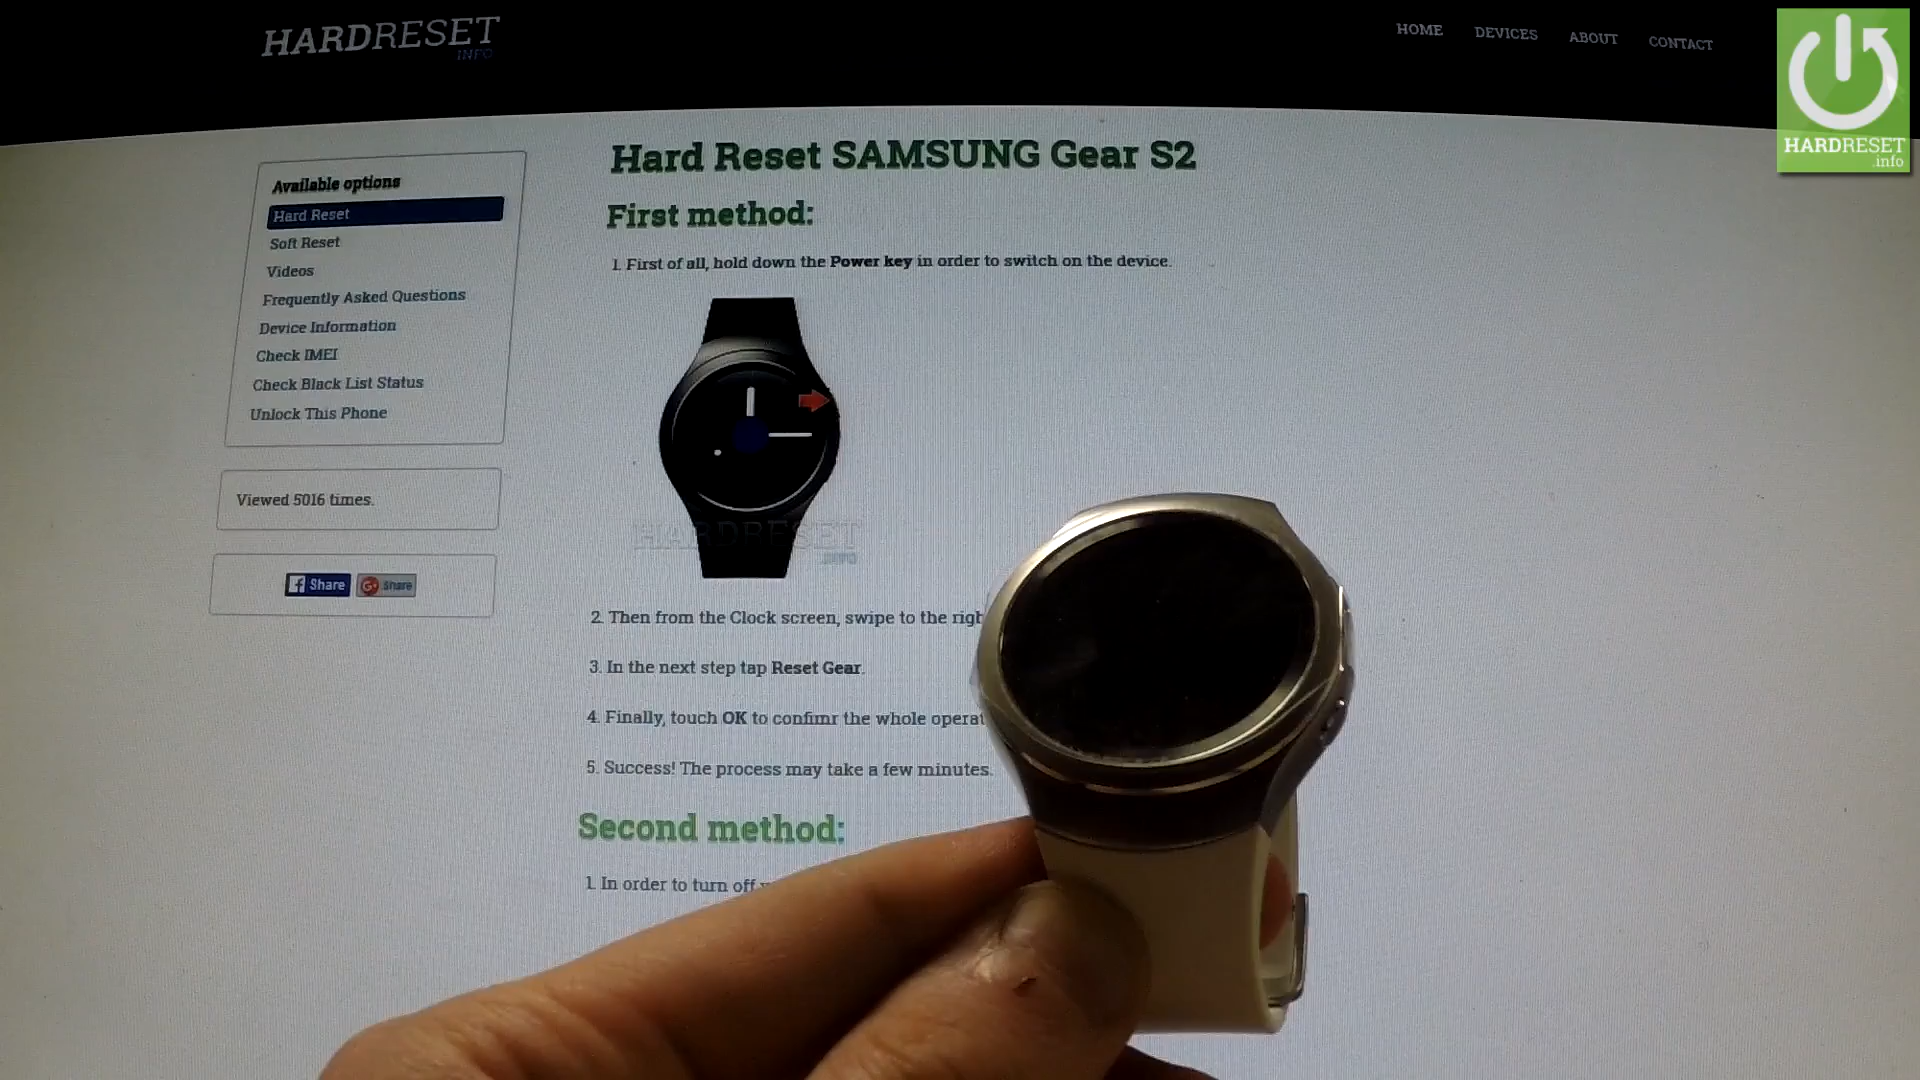 HARDRESET
.INFO
HOME DEVICES ABOUT CONTACT
HARDRESET
.info
Available options
Hard Reset
Soft Reset
Videos
Frequently Asked Questions
Device Information
Check IMEI
Check Black List Status
Unlock This Phone
Viewed 5016 times.
f Share G+ Share
Hard Reset SAMSUNG Gear S2
First method:
1. First of all, hold down the Power key in order to switch on the device.
HARDRESET
.INFO
2. Then from the Clock screen, swipe to the
3. In the next step tap Reset Gear.
4. Finally, touch OK to confimr the whole
5. Success! The process may take a few minutes.
Second method:
1. In order to turn off